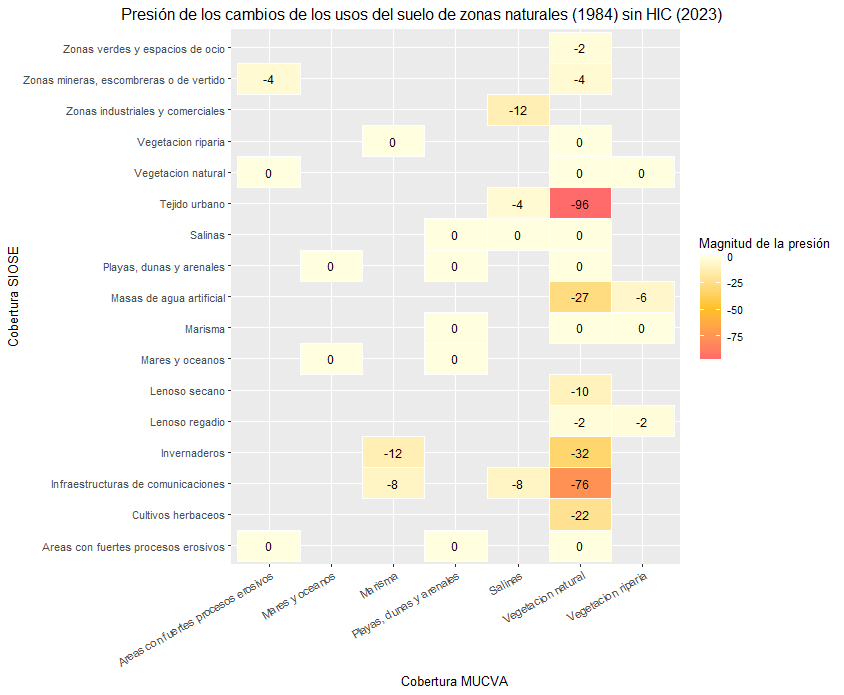 Presión de los cambios de los usos del suelo de zonas naturales (1984) sin HIC (2023)
Cobertura SIOSE
Zonas verdes y espacios de ocio -2
Zonas mineras, escombreras o de vertido -4 -4
Zonas industriales y comerciales -12
Vegetacion riparia 0 0
Vegetacion natural 0 0 0
Tejido urbano -4 -96
Salinas 0 0 0
Playas, dunas y arenales 0 0 0
Masas de agua artificial -27 -6
Marisma 0 0 0
Mares y oceanos 0 0
Lenoso secano -10
Lenoso regadio -2 -2
Invernaderos -12 -32
Infraestructuras de comunicaciones -8 -8 -76
Cultivos herbaceos -22
Areas con fuertes procesos erosivos 0 0 0
Areas con fuertes procesos erosivos
Mares y oceanos
Marisma
Playas, dunas y arenales
Salinas
Vegetacion natural
Vegetacion riparia
Cobertura MUCVA
Magnitud de la presión
0
-25
-50
-75